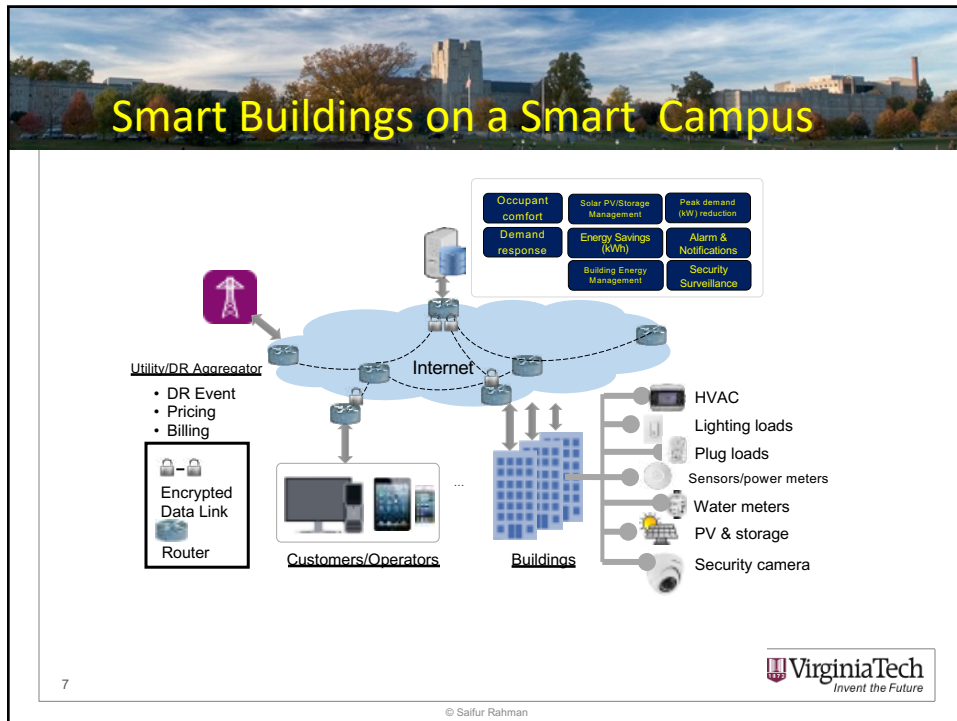 Smart Buildings on a Smart Campus
Occupant
comfort
Solar PV/Storage
Management
Peak demand
(kW) reduction
Demand
response
Energy Savings
(kWh)
Alarm &
Notifications
Building Energy
Management
Security
Surveillance
Internet
Utility/DR Aggregator
• DR Event
• Pricing
• Billing
Encrypted
Data Link
Router
...
Customers/Operators
Buildings
HVAC
Lighting loads
Plug loads
Sensors/power meters
Water meters
PV & storage
Security camera
7
1872
VirginiaTech
Invent the Future
© Saifur Rahman